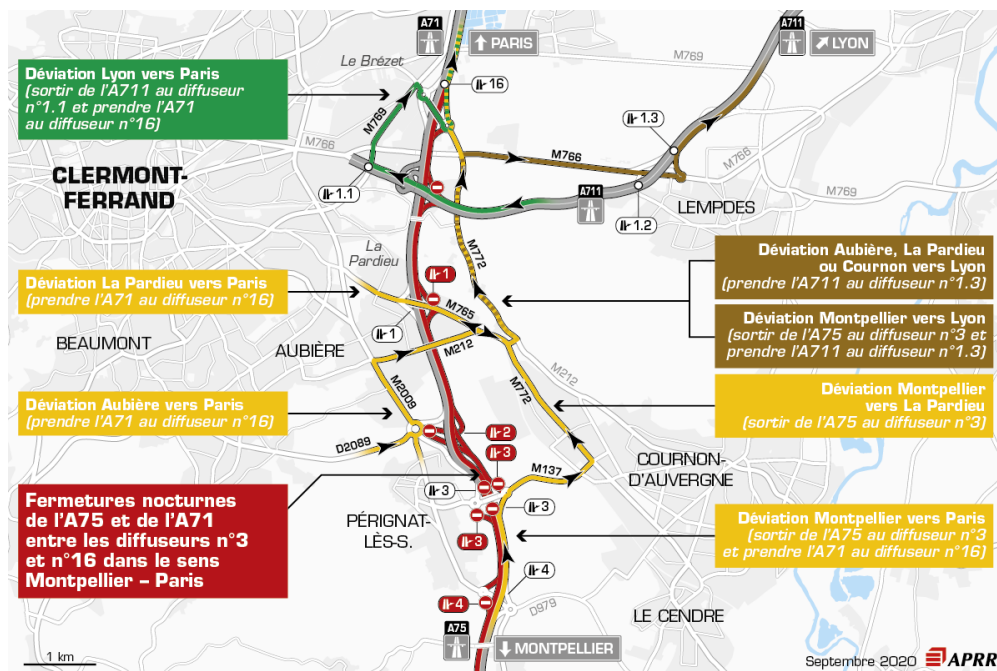 A71
PARIS
A711
LYON
Le Brézet
M769
16
Déviation Lyon vers Paris
(sortir de l'A711 au diffuseur
n°1.1 et prendre l'A71
au diffuseur n°16)
M769
1.3
M766
M766
M766
CLERMONT-
FERRAND
1.1
A711
1.2
M769
LEMPDES
La
Pardieu
M772
Déviation Aubière, La Pardieu
ou Cournon vers Lyon
(prendre l'A711 au diffuseur n°1.3)
Déviation La Pardieu vers Paris
(prendre l'A71 au diffuseur n°16)
1
M765
1
Déviation Montpellier vers Lyon
(sortir de l'A75 au diffuseur n°3 et
prendre l'A711 au diffuseur n°1.3)
BEAUMONT
AUBIÈRE
M212
M212
M2009
M772
Déviation Montpellier
vers La Pardieu
(sortir de l'A75 au diffuseur n°3)
Déviation Aubière vers Paris
(prendre l'A71 au diffuseur n°16)
D2089
2
3
M137
COURNON-
D'AUVERGNE
3
Fermetures nocturnes
de l'A75 et de l'A71
entre les diffuseurs n°3
et n°16 dans le sens
Montpellier – Paris
PÉRIGNAT-
LÈS-S.
3
3
Déviation Montpellier vers Paris
(sortir de l'A75 au diffuseur n°3
et prendre l'A71 au diffuseur n°16)
4
4
D979
LE CENDRE
A75
MONTPELLIER
1 km
Septembre 2020 APRR